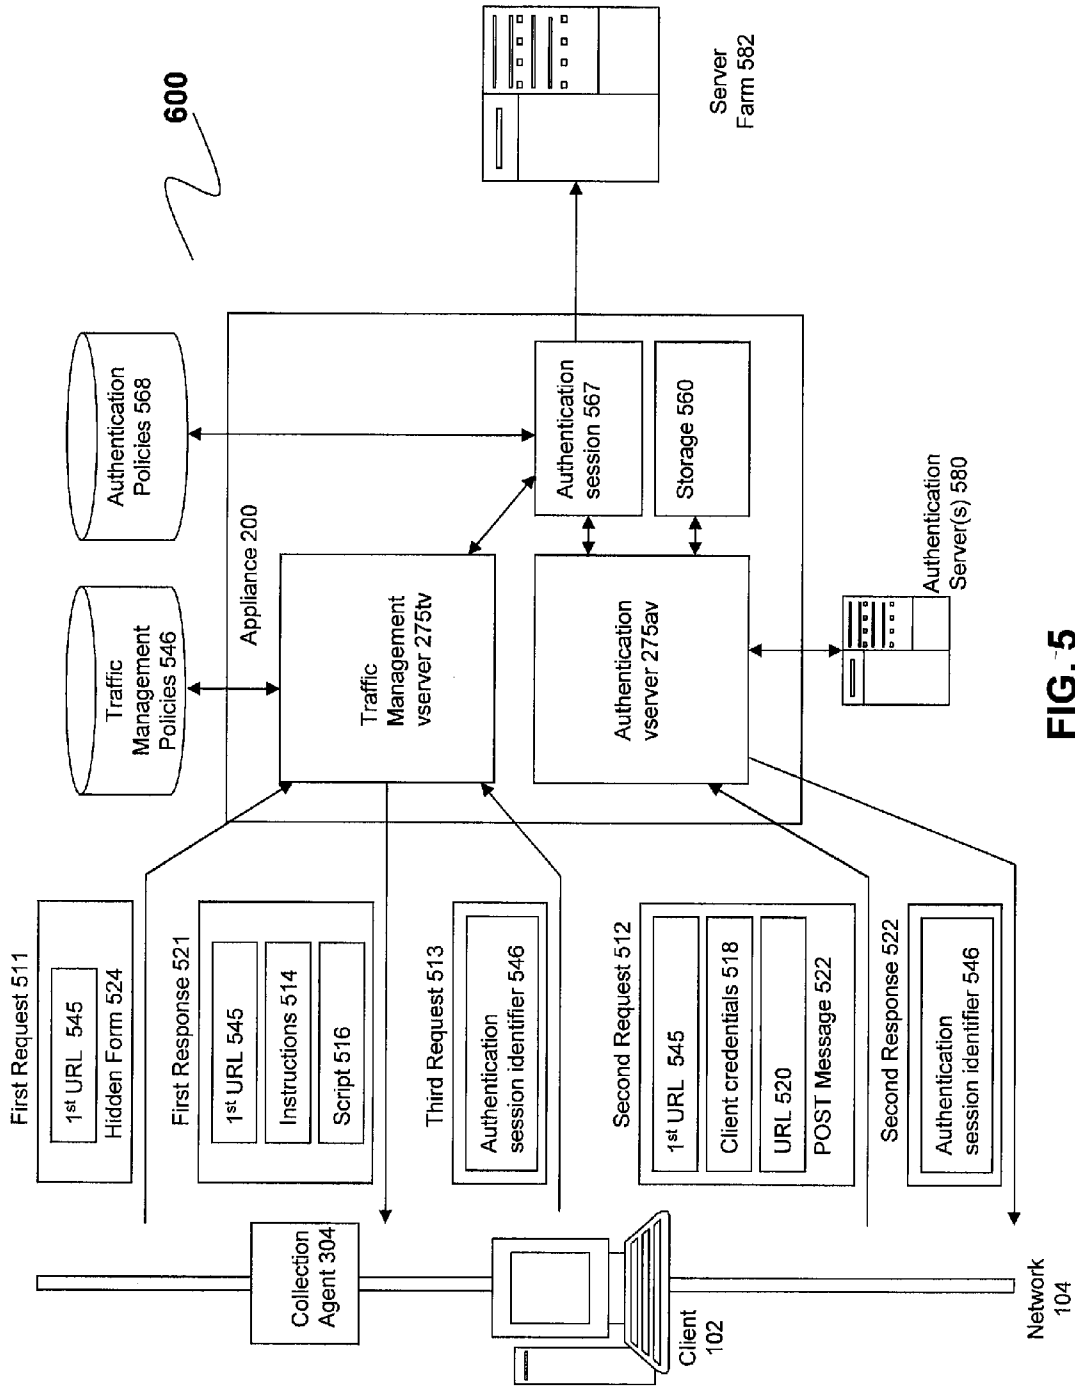 600
Traffic
Management
Policies 546
Authentication
Policies 568
Server
Farm 582
First Request 511
1st URL 545
Hidden Form 524
First Response 521
1st URL 545
Instructions 514
Script 516
Third Request 513
Authentication
session identifier 546
Second Request 512
1st URL 545
Client credentials 518
URL 520
POST Message 522
Second Response 522
Authentication
session identifier 546
Appliance 200
Traffic
Management
vserver 275tv
Authentication
session 567
Storage 560
Authentication
vserver 275av
Authentication
Server(s) 580
Collection
Agent 304
Client
102
Network
104
FIG. 5